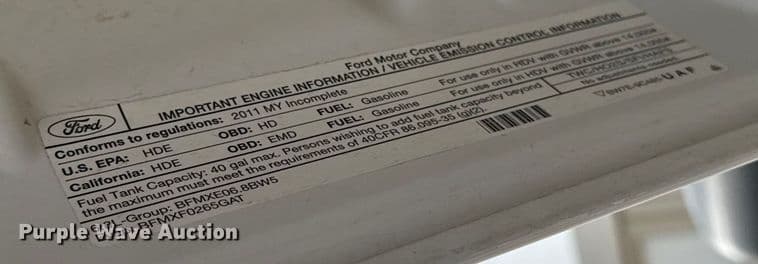 Ford Motor Company
IMPORTANT ENGINE INFORMATION / VEHICLE EMISSION CONTROL INFORMATION
Ford
Conforms to regulations: 2011 MY Incomplete
U.S. EPA: HDE OBD: HD FUEL: Gasoline For use only in HDV with GVWR above 14,000#
California: HDE OBD: EMD FUEL: Gasoline For use only in HDV with GVWR above 14,000#
Fuel Tank Capacity: 40 gal max. Persons wishing to add fuel tank capacity beyond
the maximum must meet the requirements of 40CFR 86.095-35 (g)(2).
No adjustments needed.
UAF
-Group: BFMXE06.8BW5
BFMXF0265GAT
Purple Wave Auction